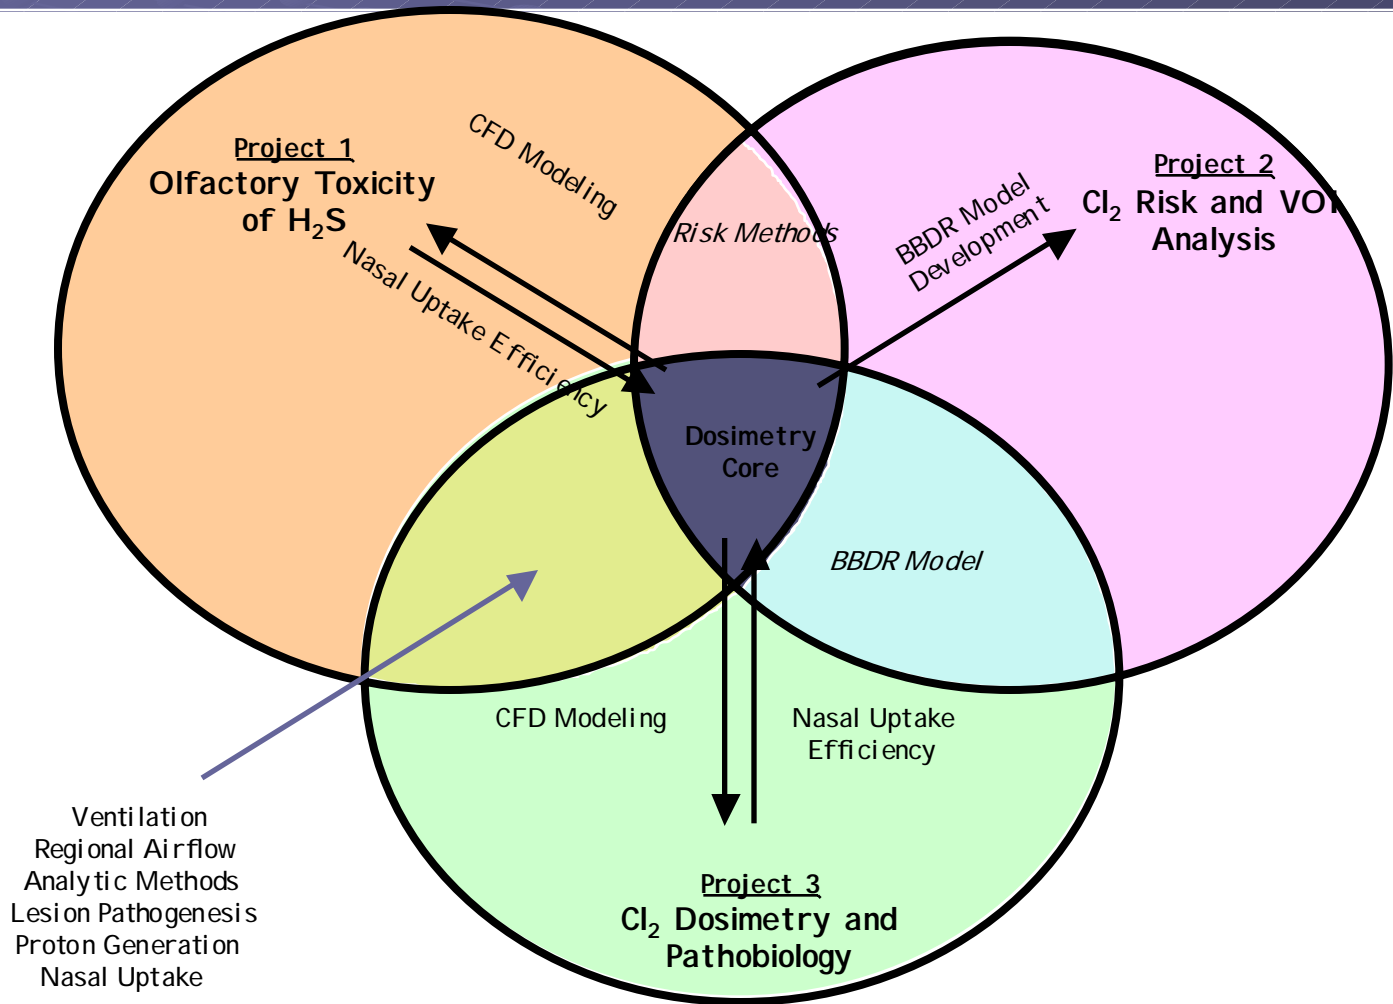 Project 1
Olfactory Toxicity
of H₂S
CFD Modeling
Nasal Uptake Efficiency
Risk Methods
BBDR Model
Development
Project 2
Cl₂ Risk and VOI
Analysis
Dosimetry
Core
BBDR Model
CFD Modeling
Nasal Uptake
Efficiency
Project 3
Cl₂ Dosimetry and
Pathobiology
Ventilation
Regional Airflow
Analytic Methods
Lesion Pathogenesis
Proton Generation
Nasal Uptake